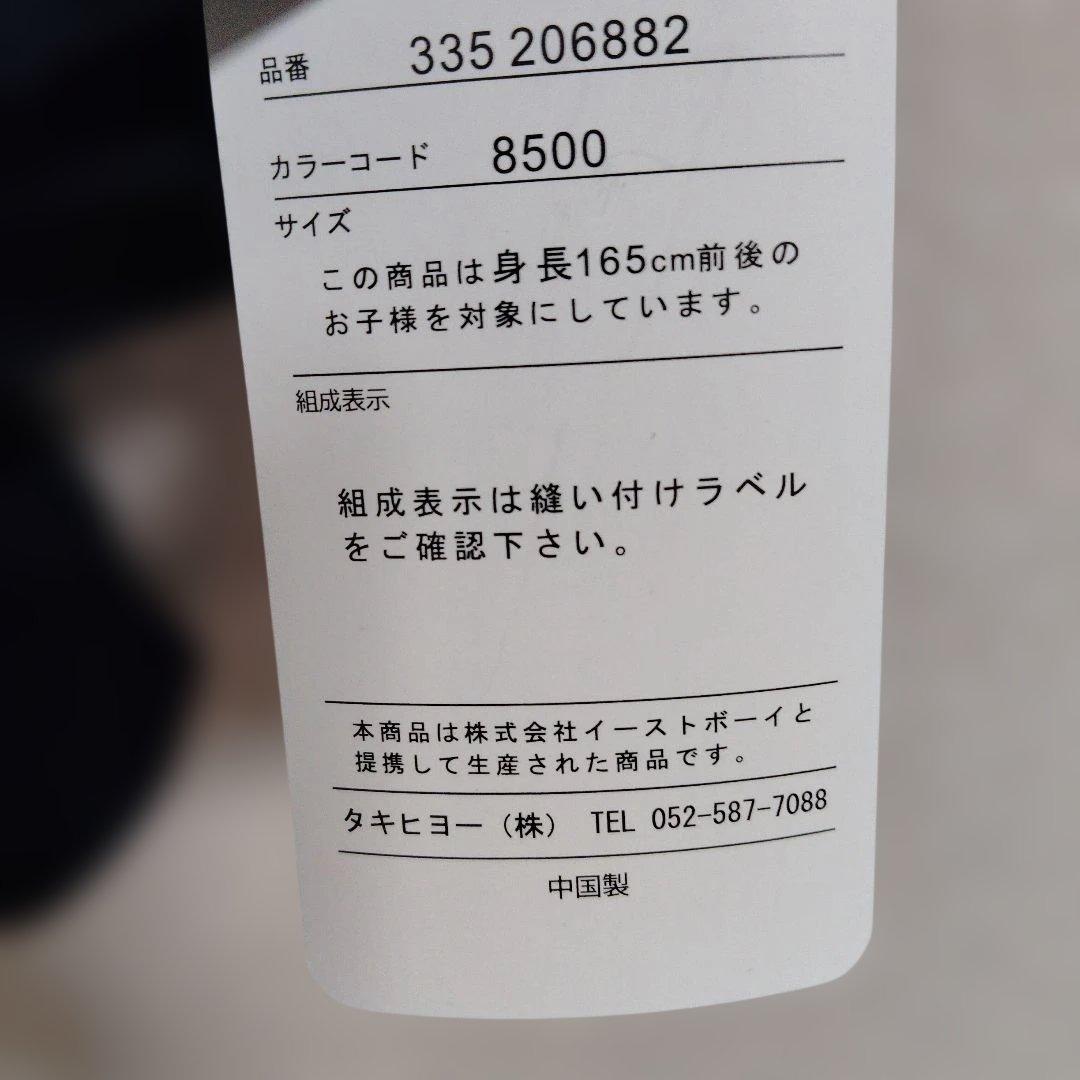 品番 335 206882
カラーコード 8500
サイズ
この商品は身長165cm前後の
お子様を対象にしています。
組成表示
組成表示は縫い付けラベル
をご確認下さい。
本商品は株式会社イーストボーイと
提携して生産された商品です。
タキヒヨー（株） TEL 052-587-7088
中国製